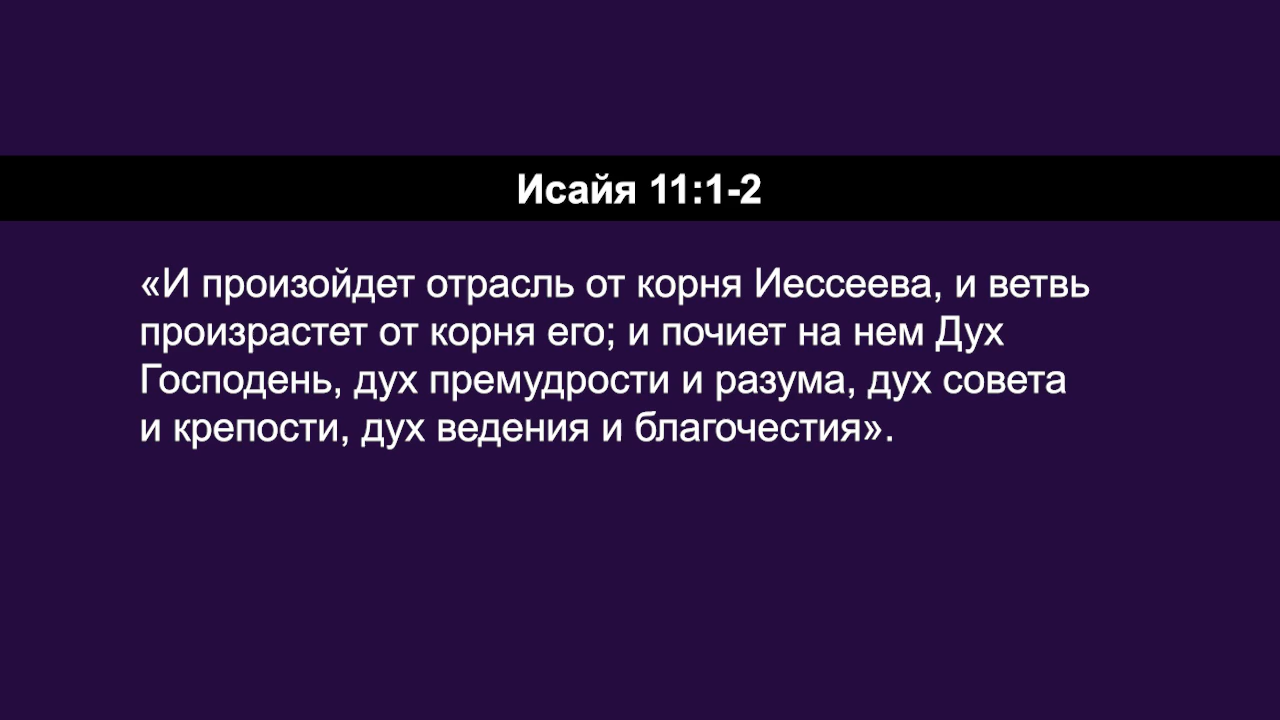 Исайя 11:1-2
«И произойдет отрасль от корня Иессеева, и ветвь
произрастет от корня его; и почиет на нем Дух
Господень, дух премудрости и разума, дух совета
и крепости, дух ведения и благочестия».